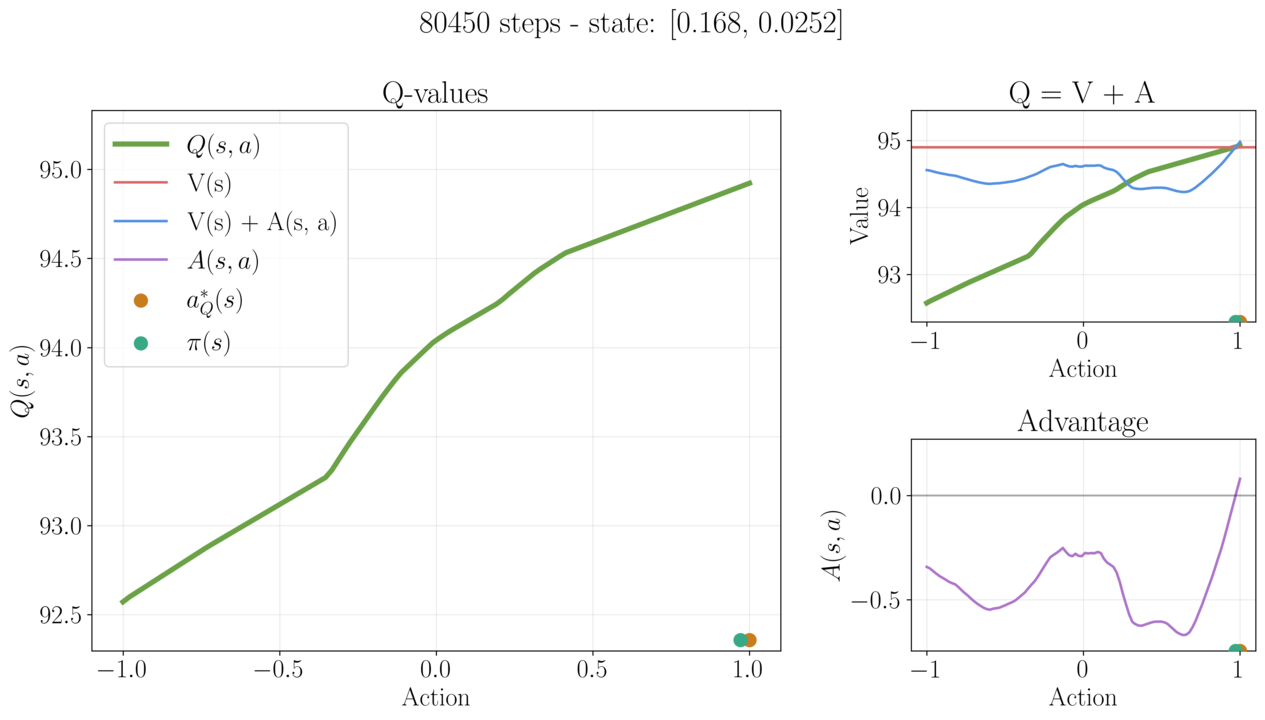 80450 steps - state: [0.168, 0.0252]
Q-values
Q(s, a)
V(s)
V(s) + A(s, a)
A(s, a)
a*Q(s)
π(s)
95.0
94.5
94.0
93.5
93.0
92.5
Q(s, a)
−1.0 −0.5 0.0 0.5 1.0
Action
Q = V + A
95
94
93
Value
−1 0 1
Action
Advantage
0.0
−0.5
A(s, a)
−1 0 1
Action